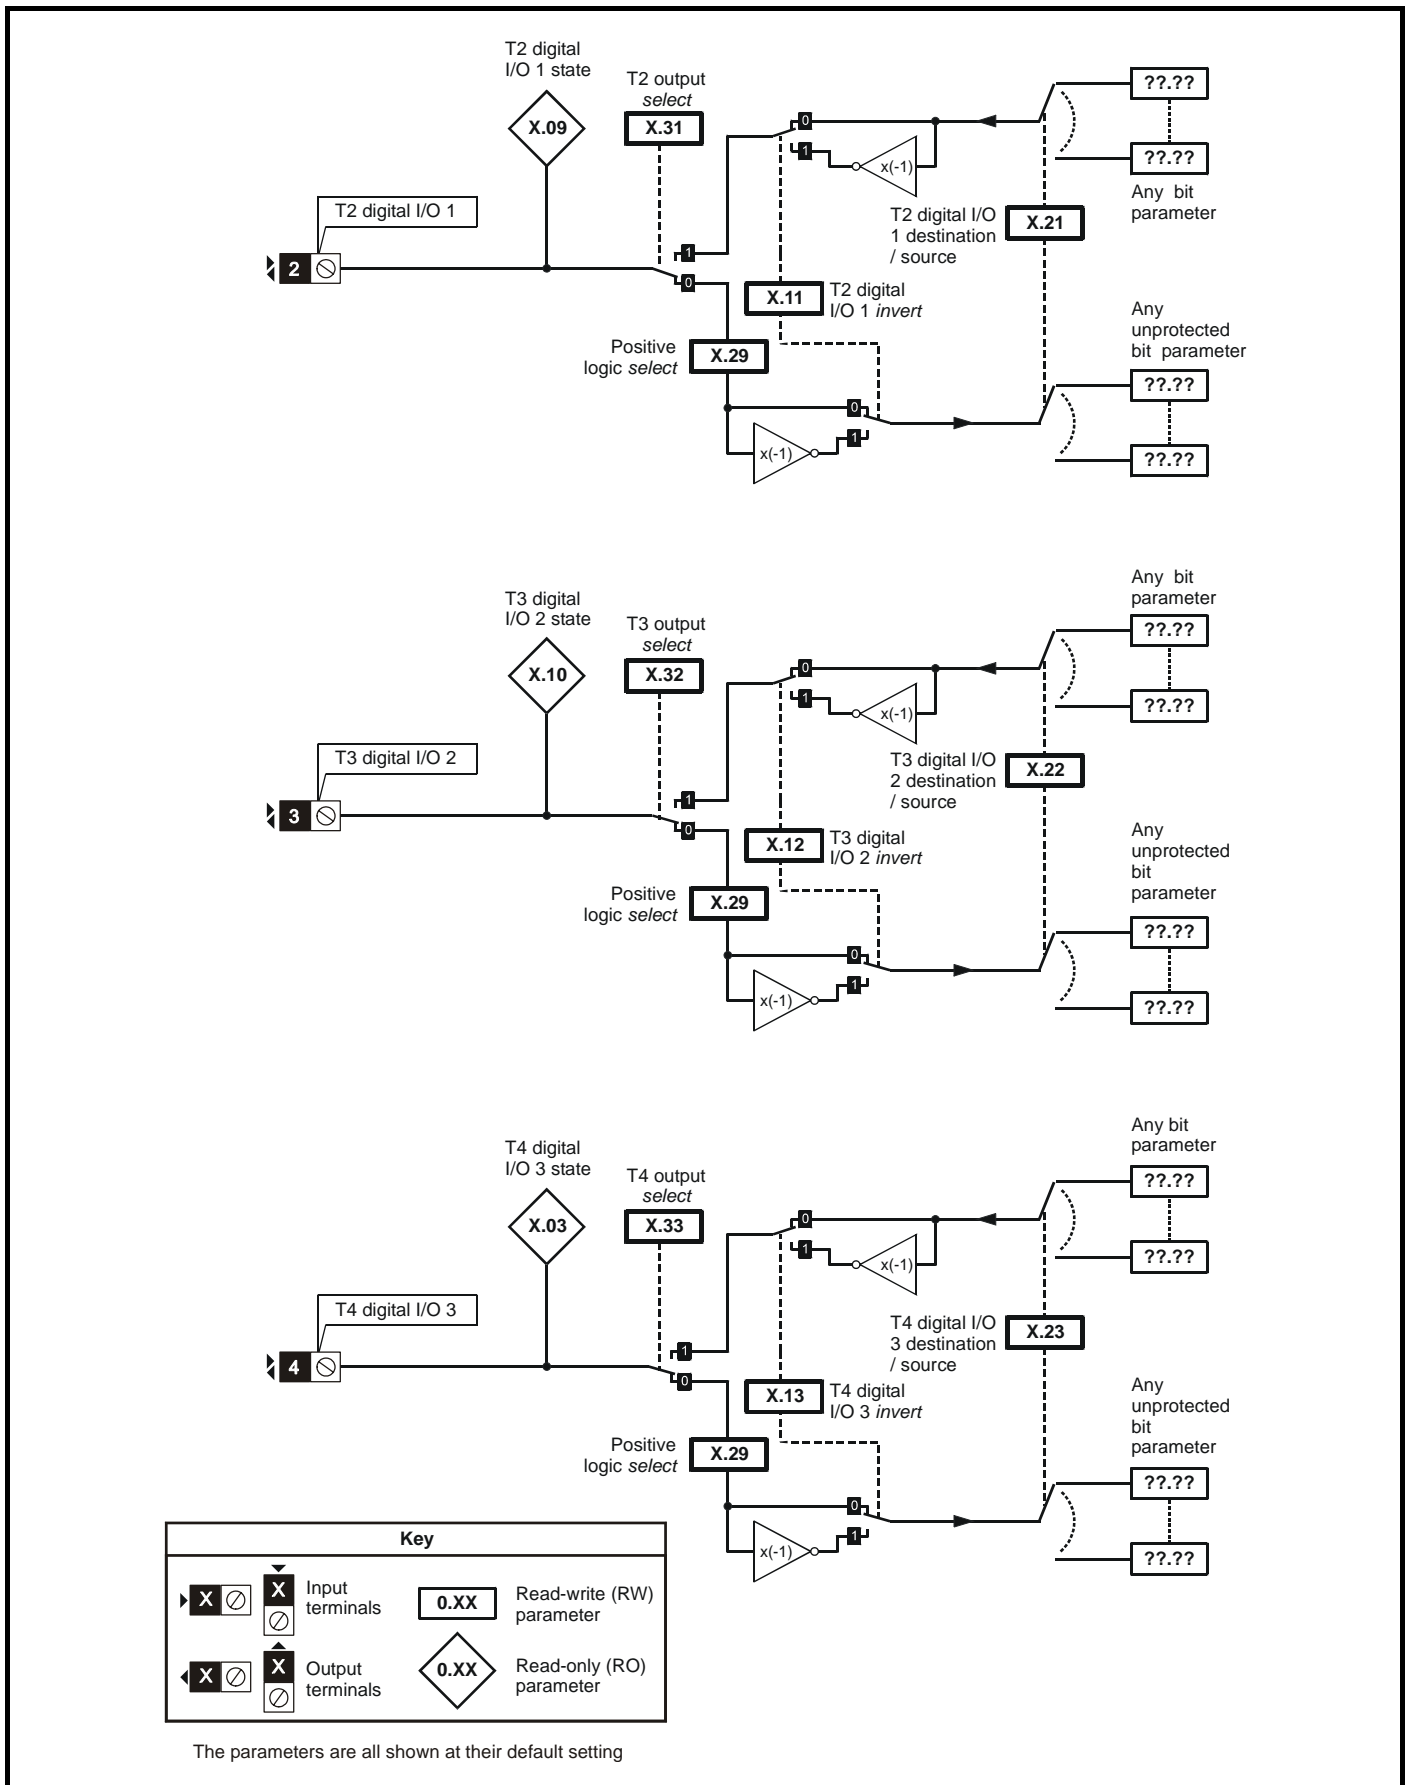 T2 digital
I/O 1 state
X.09
T2 output
select
X.31
0
1
x(-1)
??.??
??.??
Any bit
parameter
T2 digital I/O 1
2
1
0
T2 digital I/O
1 destination
/ source
X.21
X.11
T2 digital
I/O 1 invert
Positive
logic select
X.29
0
1
x(-1)
Any
unprotected
bit parameter
??.??
??.??
T3 digital
I/O 2 state
X.10
T3 output
select
X.32
0
1
x(-1)
Any bit
parameter
??.??
??.??
T3 digital I/O 2
3
1
0
T3 digital I/O
2 destination
/ source
X.22
X.12
T3 digital
I/O 2 invert
Positive
logic select
X.29
0
1
x(-1)
Any
unprotected
bit
parameter
??.??
??.??
T4 digital
I/O 3 state
X.03
T4 output
select
X.33
0
1
x(-1)
Any bit
parameter
??.??
??.??
T4 digital I/O 3
4
1
0
T4 digital I/O
3 destination
/ source
X.23
X.13
T4 digital
I/O 3 invert
Positive
logic select
X.29
0
1
x(-1)
Any
unprotected
bit
parameter
??.??
??.??
Key
X
X
Input
terminals
0.XX
Read-write (RW)
parameter
X
X
Output
terminals
0.XX
Read-only (RO)
parameter
The parameters are all shown at their default setting